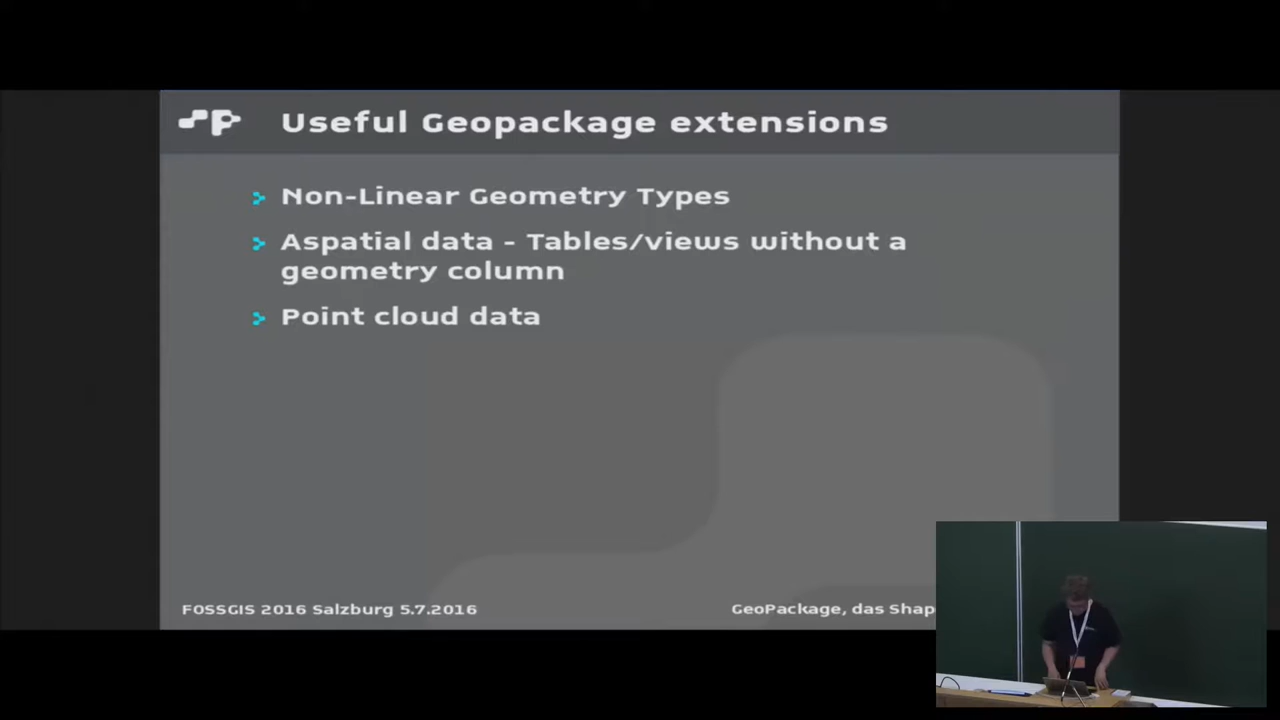 Useful Geopackage extensions
Non-Linear Geometry Types
Aspatial data - Tables/views without a
geometry column
Point cloud data
FOSSGIS 2016 Salzburg 5.7.2016
GeoPackage, das